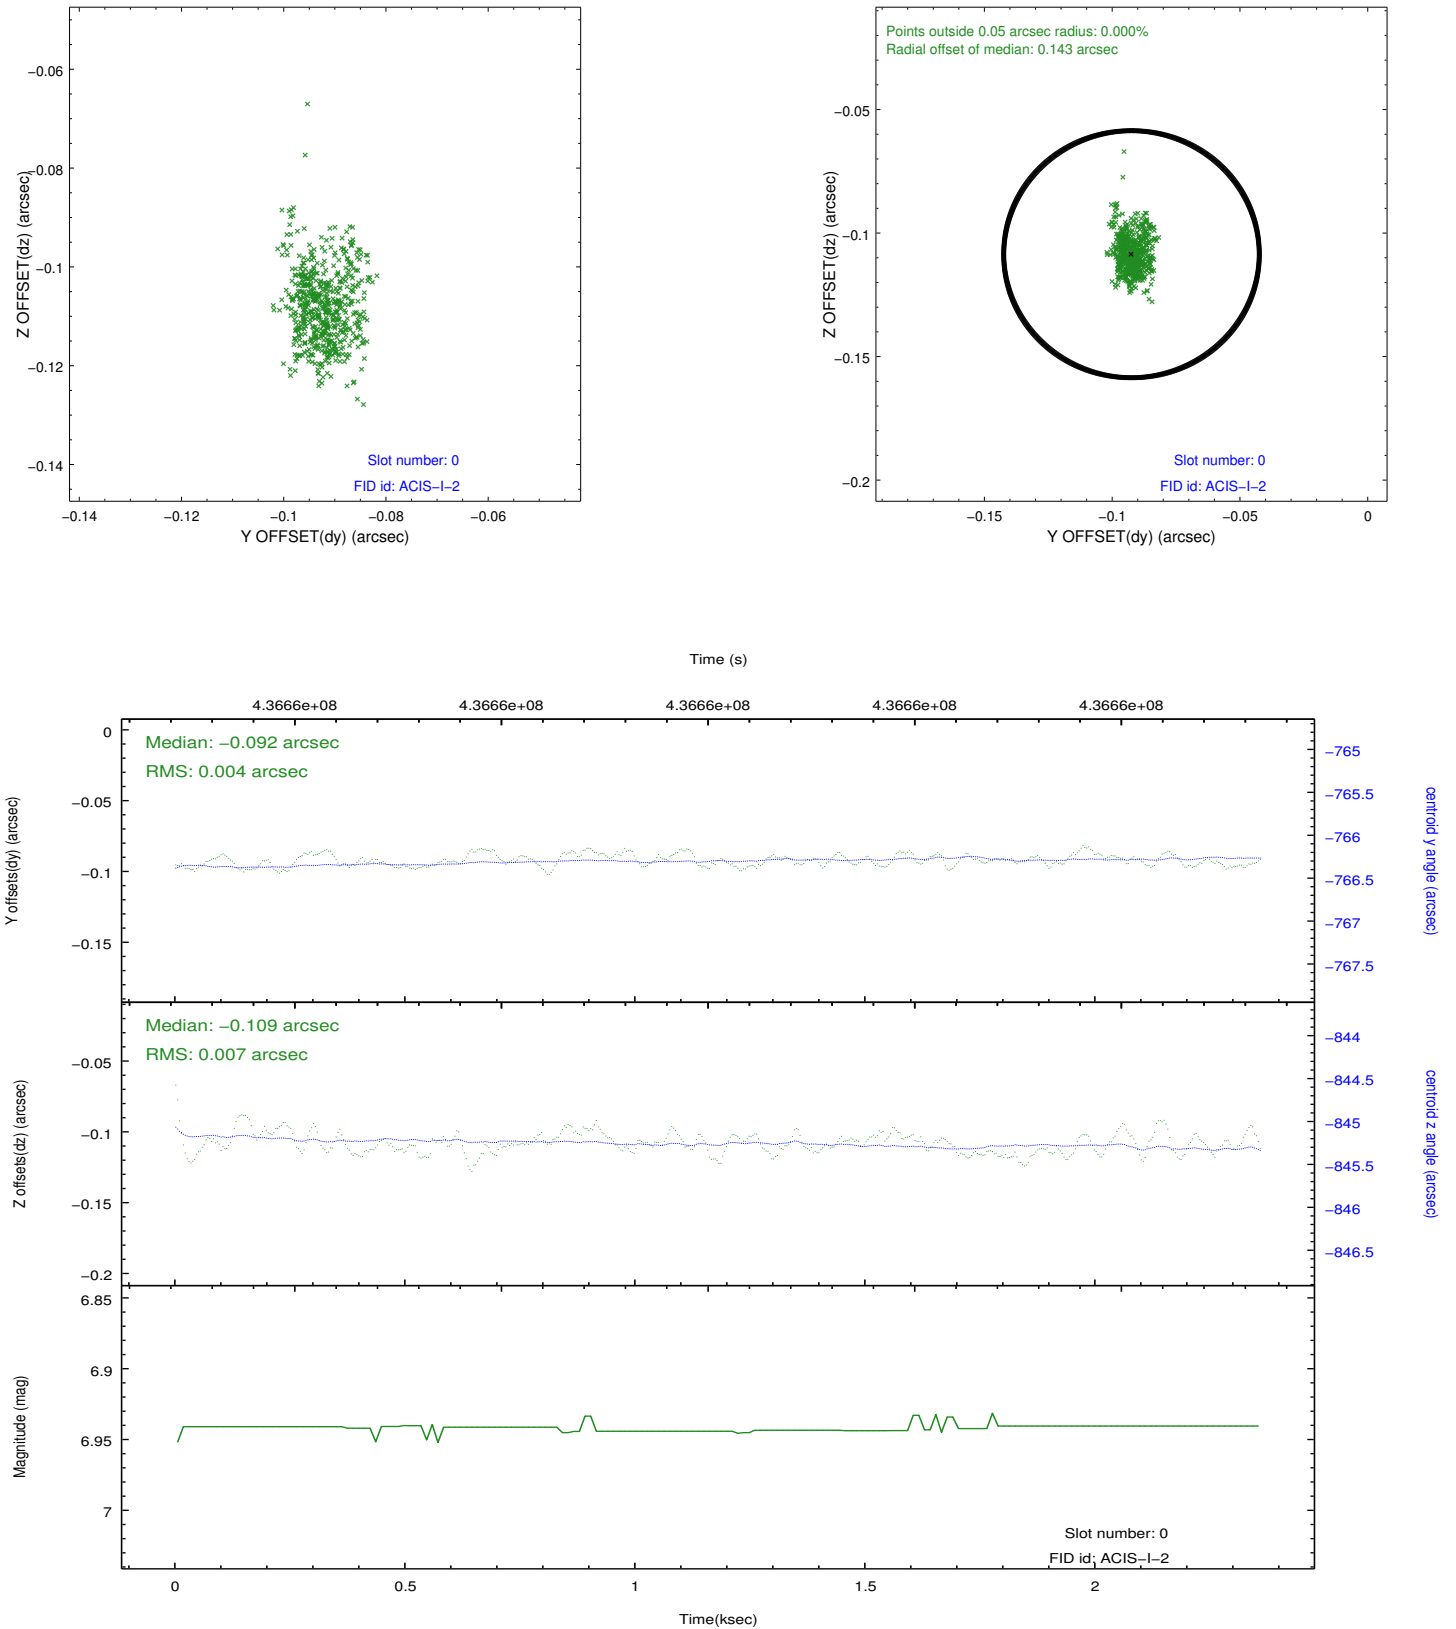 −0.06
−0.08
−0.1
−0.12
−0.14
Z OFFSET(dz) (arcsec)
Slot number: 0
FID id: ACIS−I−2
−0.14 −0.12 −0.1 −0.08 −0.06
Y OFFSET(dy) (arcsec)
Points outside 0.05 arcsec radius: 0.000%
Radial offset of median: 0.143 arcsec
−0.05
−0.1
−0.15
−0.2
Z OFFSET(dz) (arcsec)
Slot number: 0
FID id: ACIS−I−2
−0.15 −0.1 −0.05 0
Y OFFSET(dy) (arcsec)
Time (s)
4.3666e+08 4.3666e+08 4.3666e+08 4.3666e+08 4.3666e+08
Median: −0.092 arcsec
RMS: 0.004 arcsec
0
−0.05
−0.1
−0.15
Y offsets(dy) (arcsec)
−765
−765.5
−766
−766.5
−767
−767.5
centroid y angle (arcsec)
Median: −0.109 arcsec
RMS: 0.007 arcsec
−0.05
−0.1
−0.15
−0.2
Z offsets(dz) (arcsec)
−844
−844.5
−845
−845.5
−846
−846.5
centroid z angle (arcsec)
6.85
6.9
6.95
7
Magnitude (mag)
Slot number: 0
FID id: ACIS−I−2
0 0.5 1 1.5 2
Time(ksec)